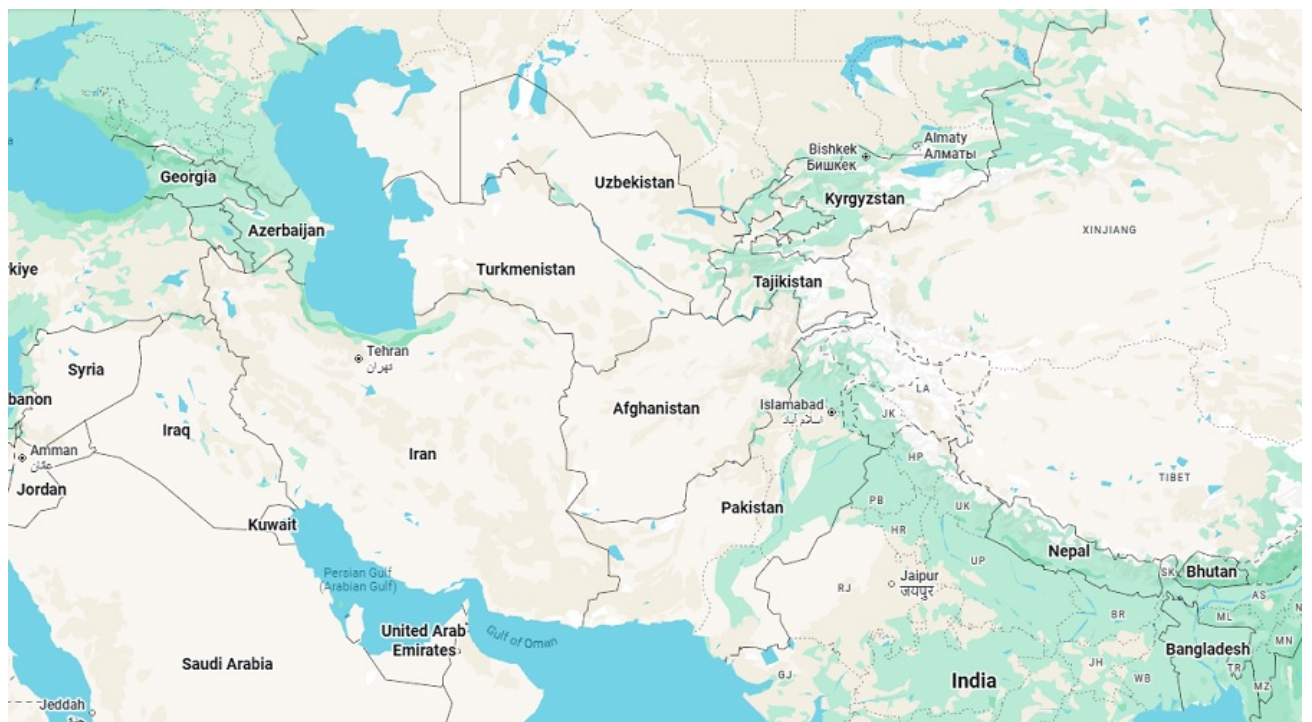 Almaty
Алматы
Bishkek
Бишкек
Georgia
Uzbekistan
Kyrgyzstan
Azerbaijan
XINJIANG
rkiye
Turkmenistan
Tajikistan
Tehran
تهران
Syria
LA
banon
Afghanistan
Islamabad
اسلام آباد
JK
Iraq
Amman
عمّان
Iran
HP
Jordan
TIBET
PB
Pakistan
UK
Kuwait
HR
Nepal
UP
SK
Bhutan
Persian Gulf
(Arabian Gulf)
Jaipur
जयपुर
RJ
AS
N
BR
ML
United Arab
Emirates
Gulf of Oman
MN
Bangladesh
Saudi Arabia
JH
TR
GJ
India
WB
MZ
Jeddah